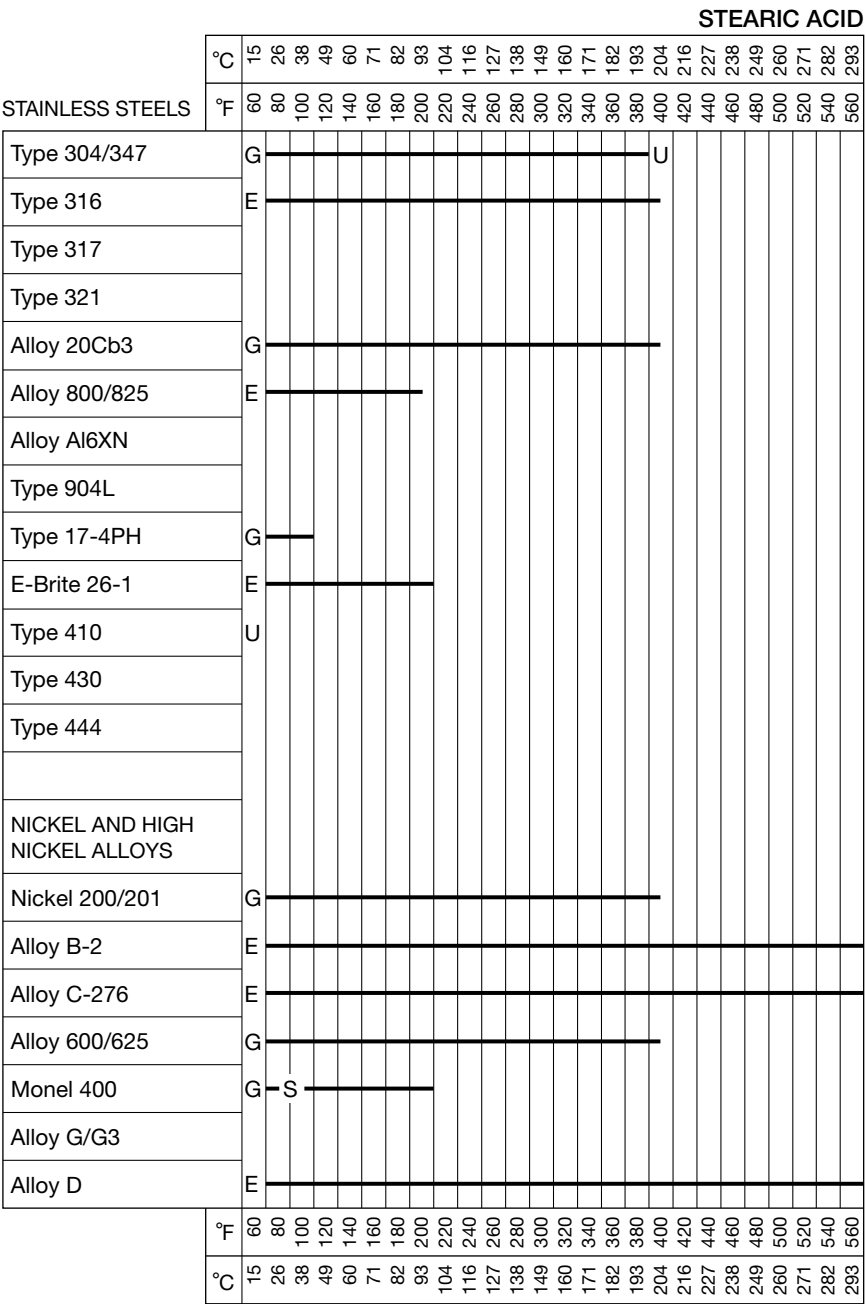 STEARIC ACID
°C 15 26 38 49 60 71 82 93 104 116 127 138 149 160 171 182 193 204 216 227 238 249 260 271 282 293
STAINLESS STEELS °F 60 80 100 120 140 160 180 200 220 240 260 280 300 320 340 360 380 400 420 440 460 480 500 520 540 560
Type 304/347 G U
Type 316 E
Type 317
Type 321
Alloy 20Cb3 G
Alloy 800/825 E
Alloy Al6XN
Type 904L
Type 17-4PH G
E-Brite 26-1 E
Type 410 U
Type 430
Type 444
NICKEL AND HIGH
NICKEL ALLOYS
Nickel 200/201 G
Alloy B-2 E
Alloy C-276 E
Alloy 600/625 G
Monel 400 G S
Alloy G/G3
Alloy D E
°F 60 80 100 120 140 160 180 200 220 240 260 280 300 320 340 360 380 400 420 440 460 480 500 520 540 560
°C 15 26 38 49 60 71 82 93 104 116 127 138 149 160 171 182 193 204 216 227 238 249 260 271 282 293